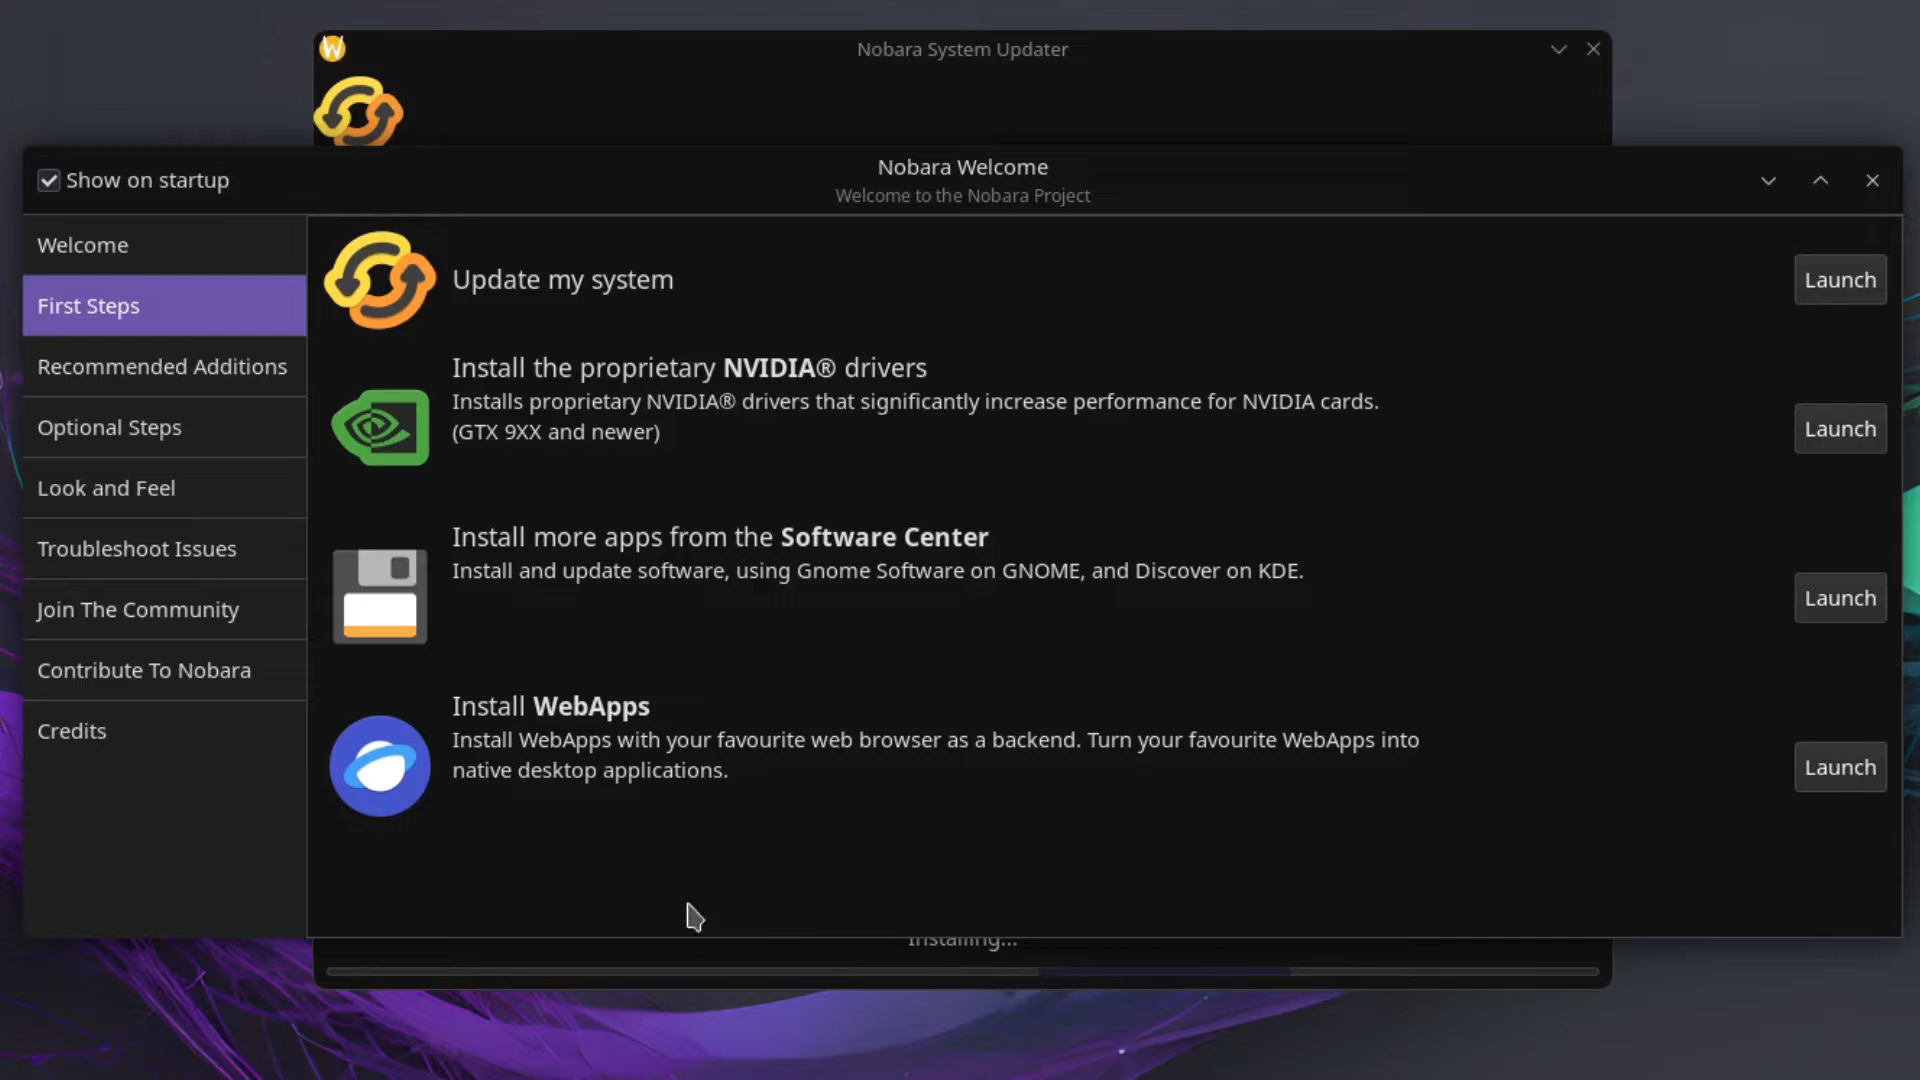 Nobara System Updater
Show on startup
Nobara Welcome
Welcome to the Nobara Project
Welcome
First Steps
Recommended Additions
Optional Steps
Look and Feel
Troubleshoot Issues
Join The Community
Contribute To Nobara
Credits
Update my system
Launch
Install the proprietary NVIDIA® drivers
Installs proprietary NVIDIA® drivers that significantly increase performance for NVIDIA cards.
(GTX 9XX and newer)
Launch
Install more apps from the Software Center
Install and update software, using Gnome Software on GNOME, and Discover on KDE.
Launch
Install WebApps
Install WebApps with your favourite web browser as a backend. Turn your favourite WebApps into
native desktop applications.
Launch
Installing...